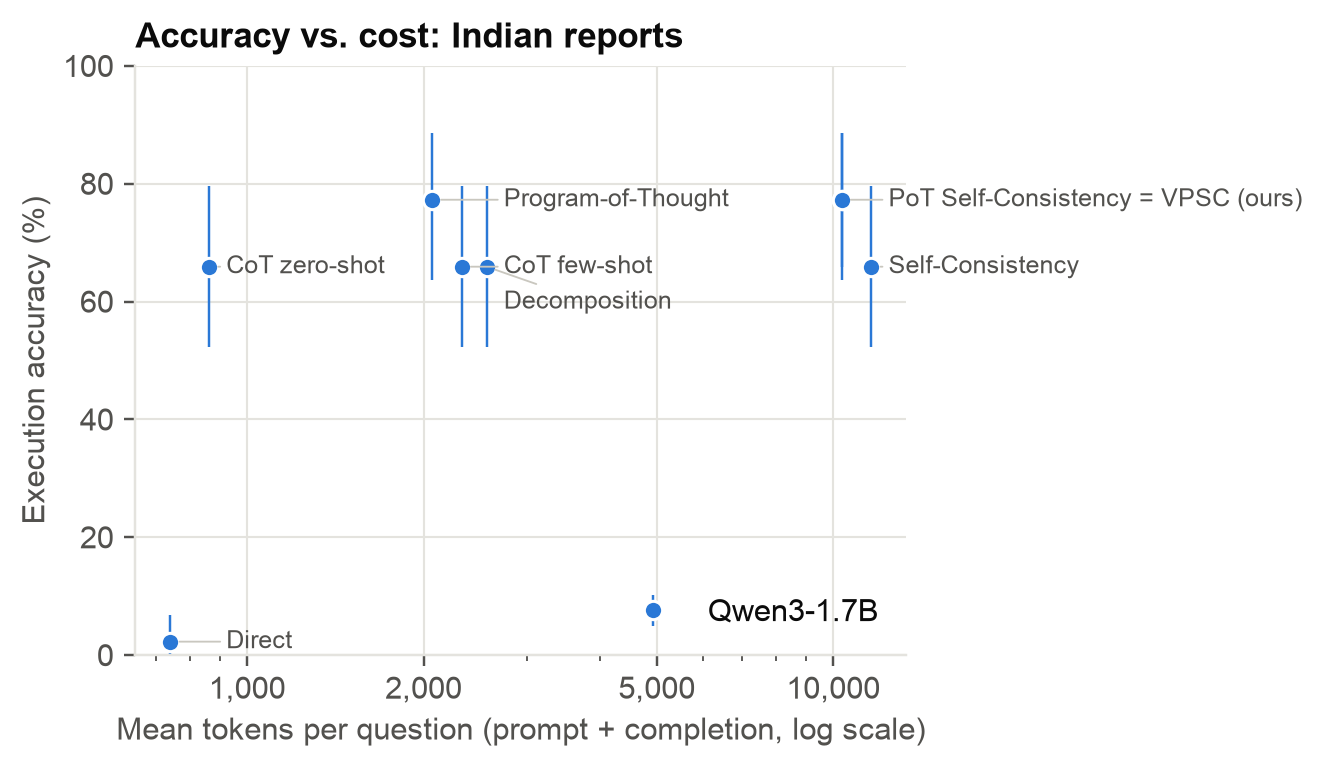 Accuracy vs. cost: Indian reports
Execution accuracy (%)
100
80
60
40
20
0
Program-of-Thought
PoT Self-Consistency = VPSC (ours)
CoT zero-shot
CoT few-shot
Self-Consistency
Decomposition
Qwen3-1.7B
Direct
1,000
2,000
5,000
10,000
Mean tokens per question (prompt + completion, log scale)